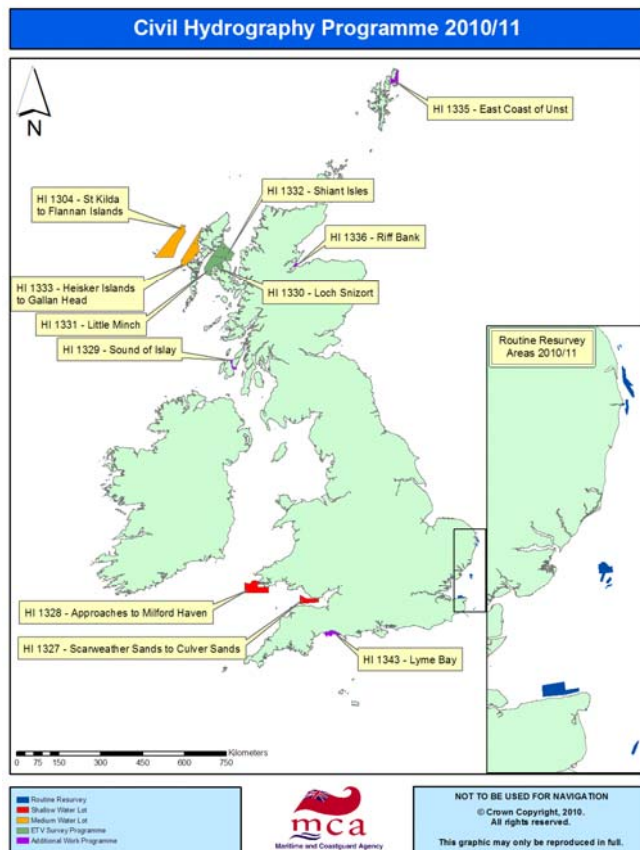 Civil Hydrography Programme 2010/11
N
HI 1335 - East Coast of Unst
HI 1304 - St Kilda
to Flannan Islands
HI 1332 - Shiant Isles
HI 1336 - Riff Bank
HI 1333 - Heisker Islands
to Gallan Head
HI 1330 - Loch Snizort
HI 1331 - Little Minch
HI 1329 - Sound of Islay
Routine Resurvey
Areas 2010/11
HI 1328 - Approaches to Milford Haven
HI 1327 - Scarweather Sands to Culver Sands
HI 1343 - Lyme Bay
Kilometers
0 75 150 300 450 600 750
Routine Resurvey
Shallow Water Lot
Medium Water Lot
ETV Survey Programme
Additional Work Programme
mca
Maritime and Coastguard Agency
NOT TO BE USED FOR NAVIGATION
© Crown Copyright, 2010.
All rights reserved.
This graphic may only be reproduced in full.